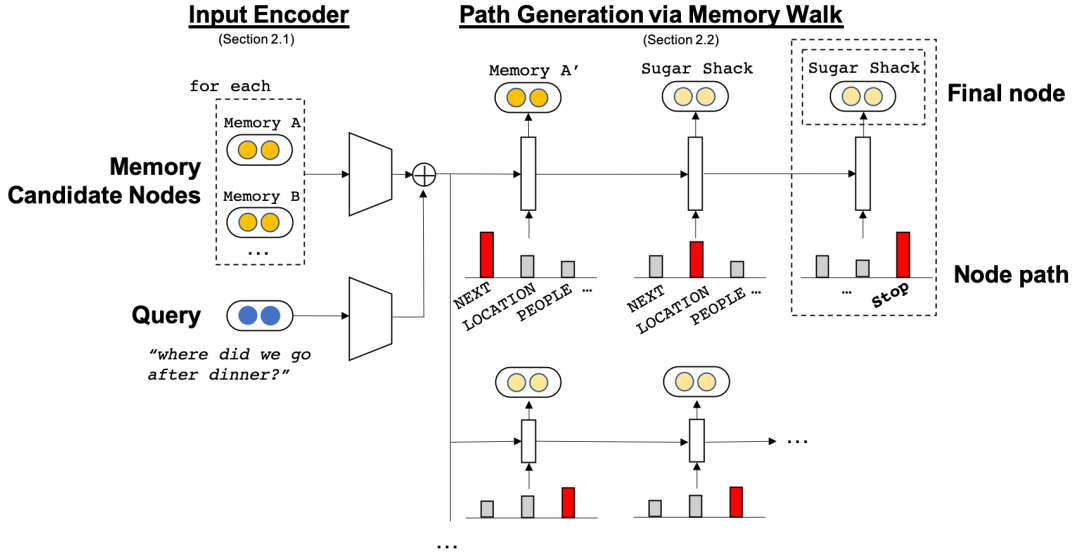 Input Encoder
(Section 2.1)
Path Generation via Memory Walk
(Section 2.2)
for each
Memory A
Memory B
...
Memory
Candidate Nodes
Query
“where did we go
after dinner?”
Memory A’
Sugar Shack
Sugar Shack
Final node
NEXT
LOCATION
PEOPLE ...
NEXT
LOCATION
PEOPLE ...
...
Stop
Node path
...
...